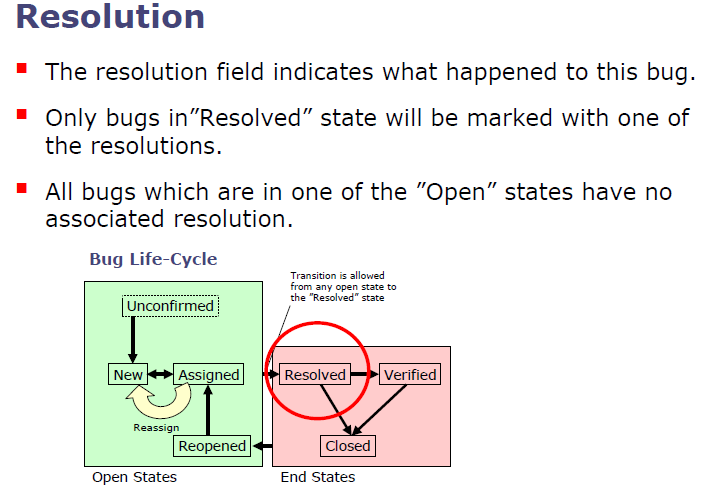 Resolution
The resolution field indicates what happened to this bug.
Only bugs in”Resolved” state will be marked with one of
the resolutions.
All bugs which are in one of the ”Open” states have no
associated resolution.
Bug Life-Cycle
Transition is allowed
from any open state to
the ”Resolved” state
Unconfirmed
New
Assigned
Resolved
Verified
Reassign
Reopened
Closed
Open States
End States